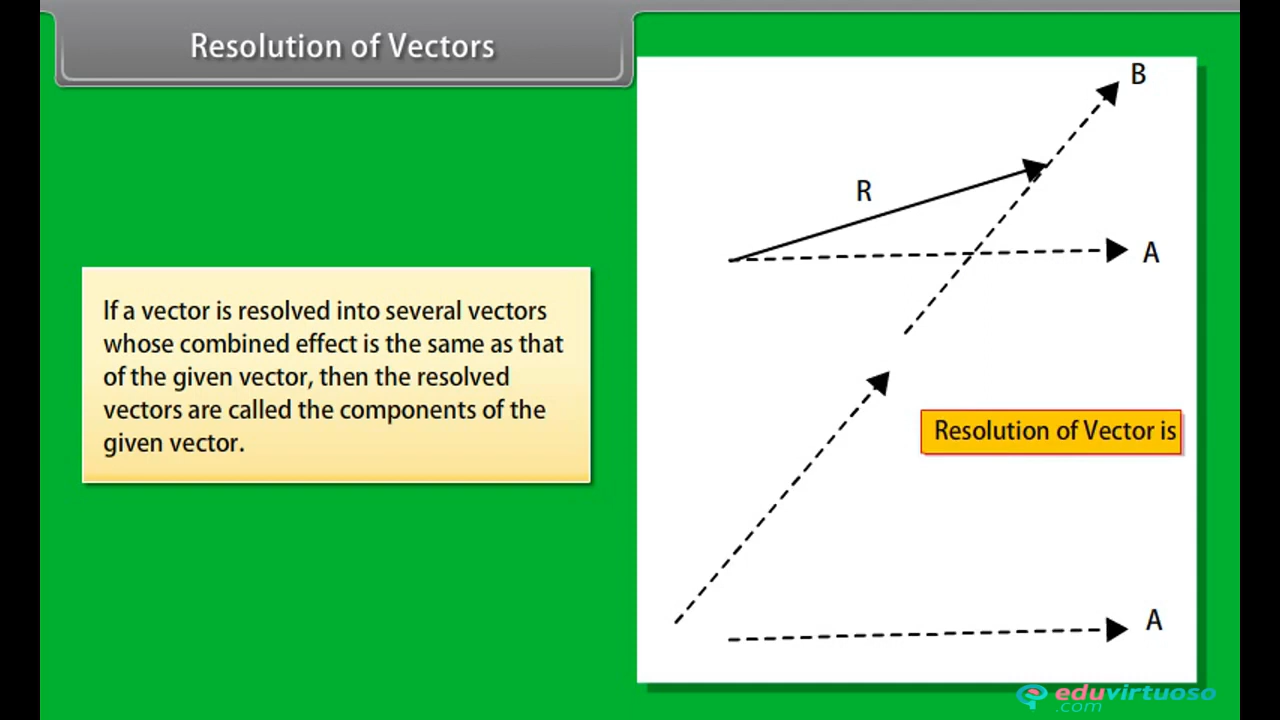 Resolution of Vectors
B
R
A
If a vector is resolved into several vectors
whose combined effect is the same as that
of the given vector, then the resolved
vectors are called the components of the
given vector.
Resolution of Vector is
A
eduvirtuoso
.com